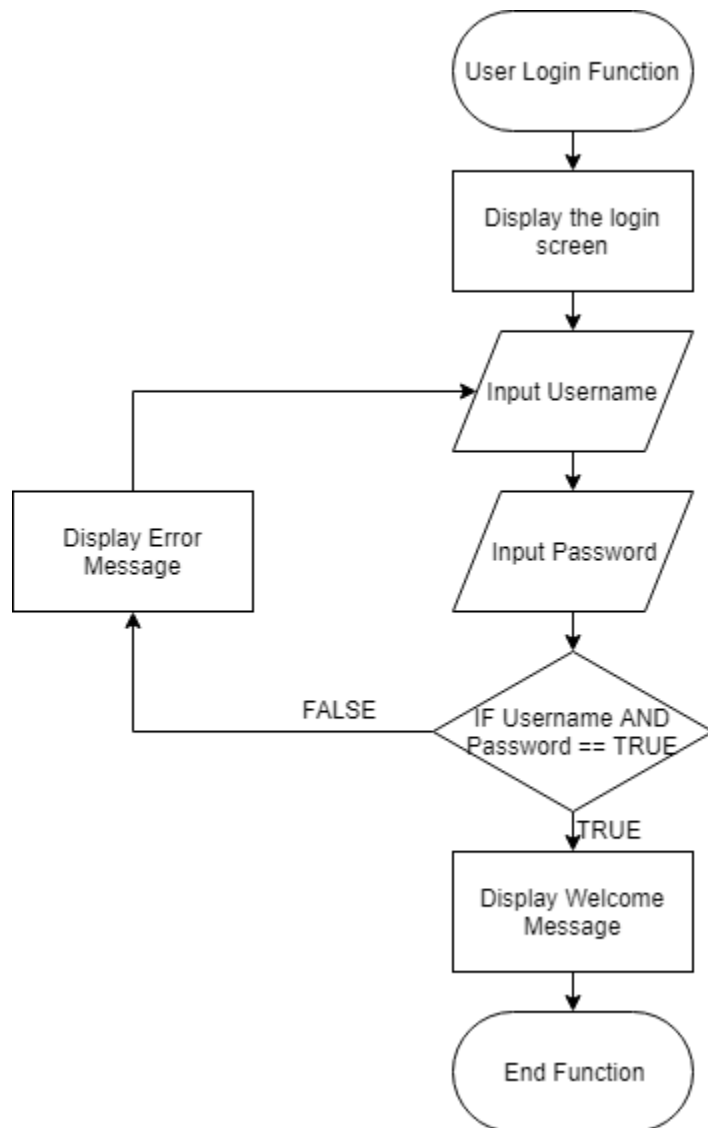 User Login Function
Display the login
screen
Input Username
Input Password
Display Error
Message
FALSE
IF Username AND
Password == TRUE
TRUE
Display Welcome
Message
End Function